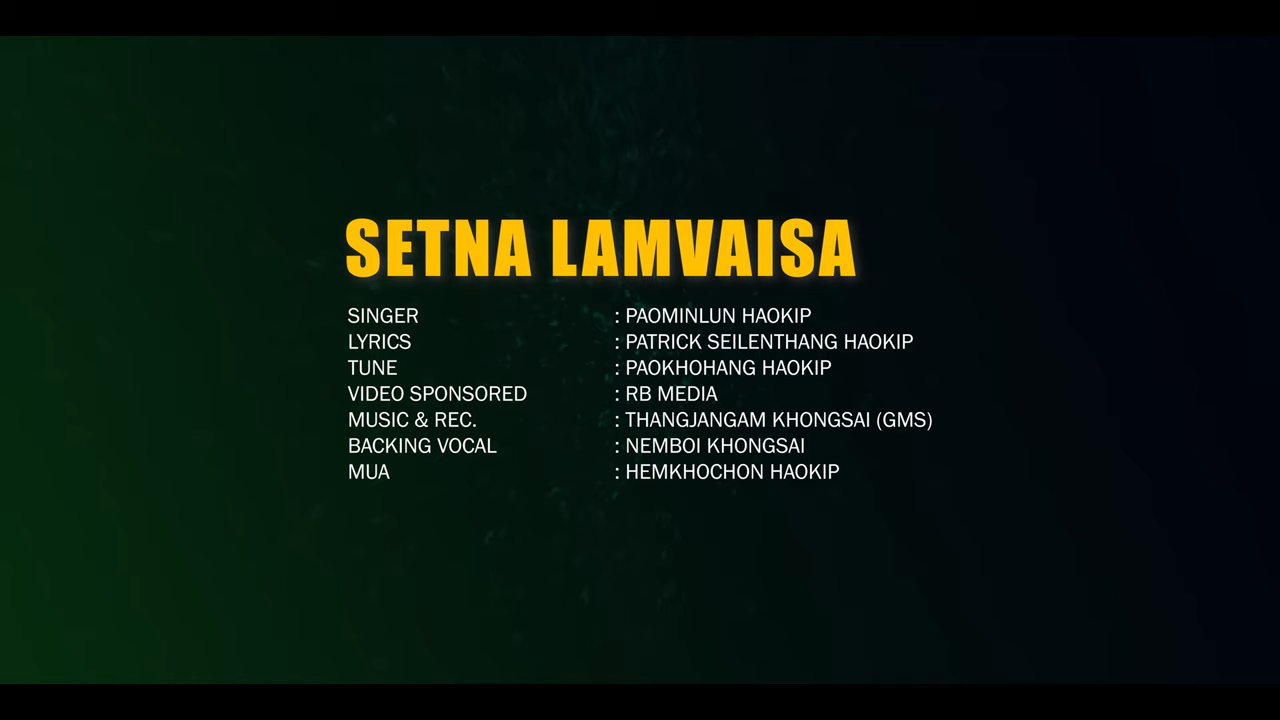 SETNA LAMVAISA
SINGER : PAOMINLUN HAOKIP
LYRICS : PATRICK SEILENTHANG HAOKIP
TUNE : PAOKHOHANG HAOKIP
VIDEO SPONSORED : RB MEDIA
MUSIC & REC. : THANGJANGAM KHONGSAI (GMS)
BACKING VOCAL : NEMBOI KHONGSAI
MUA : HEMKHOCHON HAOKIP